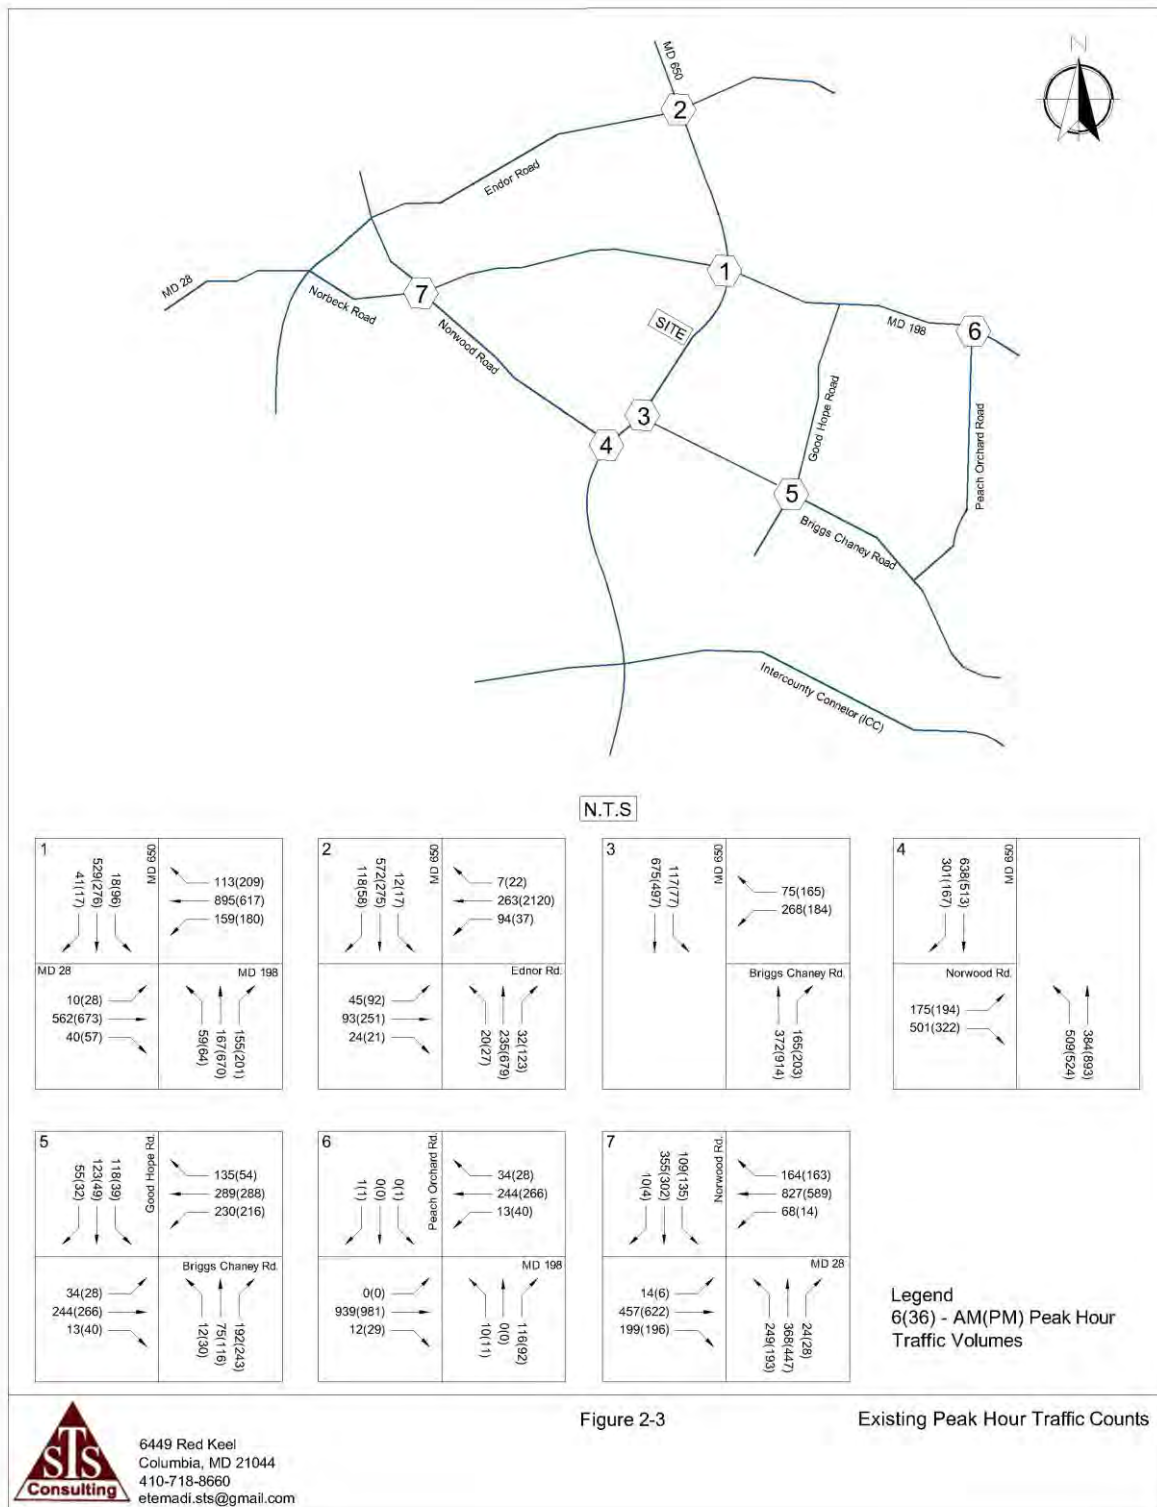 N
MD 650
2
Endor Road
1
MD 28
7
Norbeck Road
SITE
MD 198
6
Norwood Road
3
Good Hope Road
4
Peach Orchard Road
5
Briggs Chaney Road
Intercounty Connetor (ICC)
N.T.S
1
MD 650
41(17)
529(276)
18(96)
113(209)
895(617)
159(180)
MD 28
MD 198
10(28)
562(673)
40(57)
59(64)
167(670)
155(201)
2
MD 650
118(58)
572(275)
12(17)
7(22)
263(2120)
94(37)
Ednor Rd.
45(92)
93(251)
24(21)
20(27)
235(679)
32(123)
3
MD 650
675(497)
117(77)
75(165)
268(184)
Briggs Chaney Rd.
372(914)
165(203)
4
MD 650
301(167)
638(513)
Norwood Rd.
175(194)
501(322)
509(524)
384(893)
5
Good Hope Rd.
55(32)
123(49)
118(39)
135(54)
289(288)
230(216)
Briggs Chaney Rd.
34(28)
244(266)
13(40)
12(30)
75(116)
192(243)
6
Peach Orchard Rd.
1(1)
0(0)
0(1)
34(28)
244(266)
13(40)
MD 198
0(0)
939(981)
12(29)
10(11)
0(0)
116(92)
7
Norwood Rd.
10(4)
355(302)
109(135)
164(163)
827(589)
68(14)
MD 28
14(6)
457(622)
199(196)
249(193)
368(447)
24(28)
Legend
6(36) - AM(PM) Peak Hour
Traffic Volumes
STS
Consulting
6449 Red Keel
Columbia, MD 21044
410-718-8660
etemadi.sts@gmail.com
Figure 2-3
Existing Peak Hour Traffic Counts